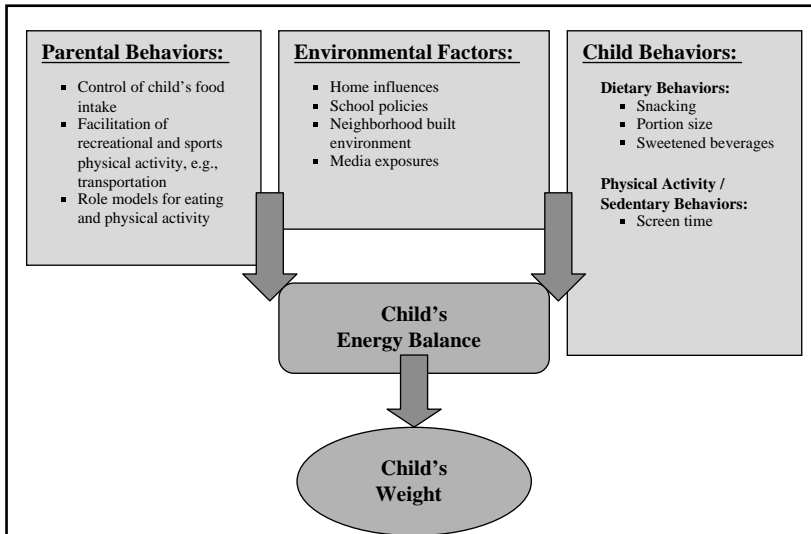 Parental Behaviors:
▪ Control of child’s food
intake
▪ Facilitation of
recreational and sports
physical activity, e.g.,
transportation
▪ Role models for eating
and physical activity
Environmental Factors:
▪ Home influences
▪ School policies
▪ Neighborhood built
environment
▪ Media exposures
Child Behaviors:
Dietary Behaviors:
▪ Snacking
▪ Portion size
▪ Sweetened beverages
Physical Activity /
Sedentary Behaviors:
▪ Screen time
Child’s
Energy Balance
Child’s
Weight